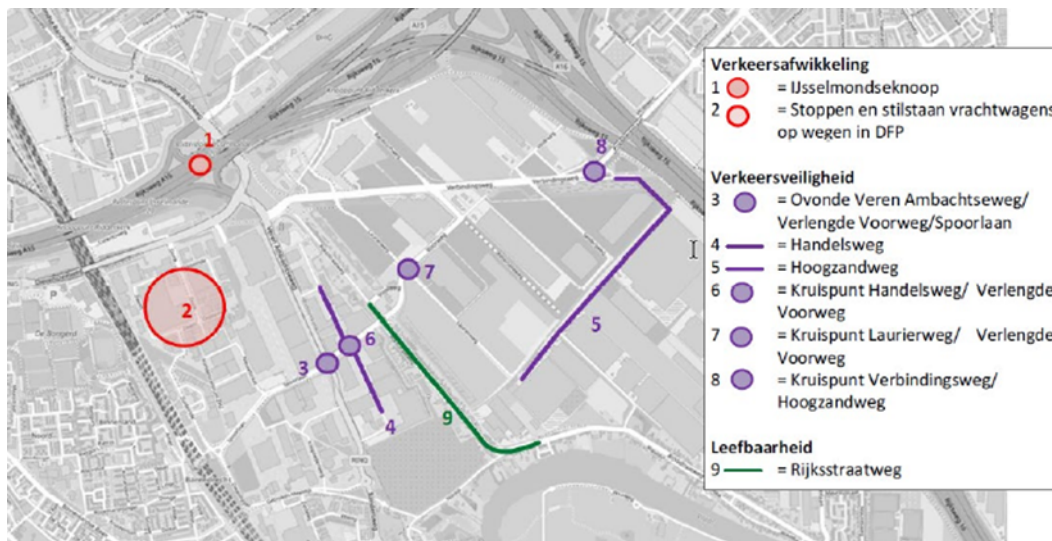 Verkeersafwikkeling
1 = IJsselmondseknoop
2 = Stoppen en stilstaan vrachtwagens
op wegen in DFP
Verkeersveiligheid
3 = Ovonde Veren Ambachtseweg/
Verlengde Voorweg/Spoorlaan
4 = Handelsweg
5 = Hoogzandweg
6 = Kruispunt Handelsweg/ Verlengde
Voorweg
7 = Kruispunt Laurierweg/ Verlengde
Voorweg
8 = Kruispunt Verbindingsweg/
Hoogzandweg
Leefbaarheid
9 = Rijksstraatweg
1
8
7
2
5
6
3
9
4
Verbindingsweg
A15
A16
P